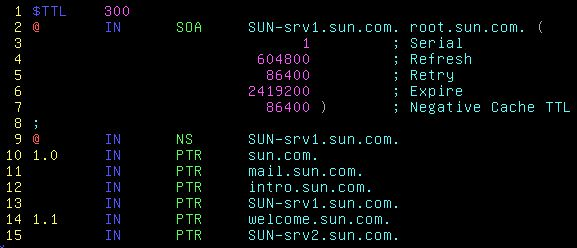 1 $TTL 300
2 @ IN SOA SUN-srv1.sun.com. root.sun.com. (
3 1 ; Serial
4 604800 ; Refresh
5 86400 ; Retry
6 2419200 ; Expire
7 86400 ) ; Negative Cache TTL
8 ;
9 @ IN NS SUN-srv1.sun.com.
10 1.0 IN PTR sun.com.
11 IN PTR mail.sun.com.
12 IN PTR intro.sun.com.
13 IN PTR SUN-srv1.sun.com.
14 1.1 IN PTR welcome.sun.com.
15 IN PTR SUN-srv2.sun.com.